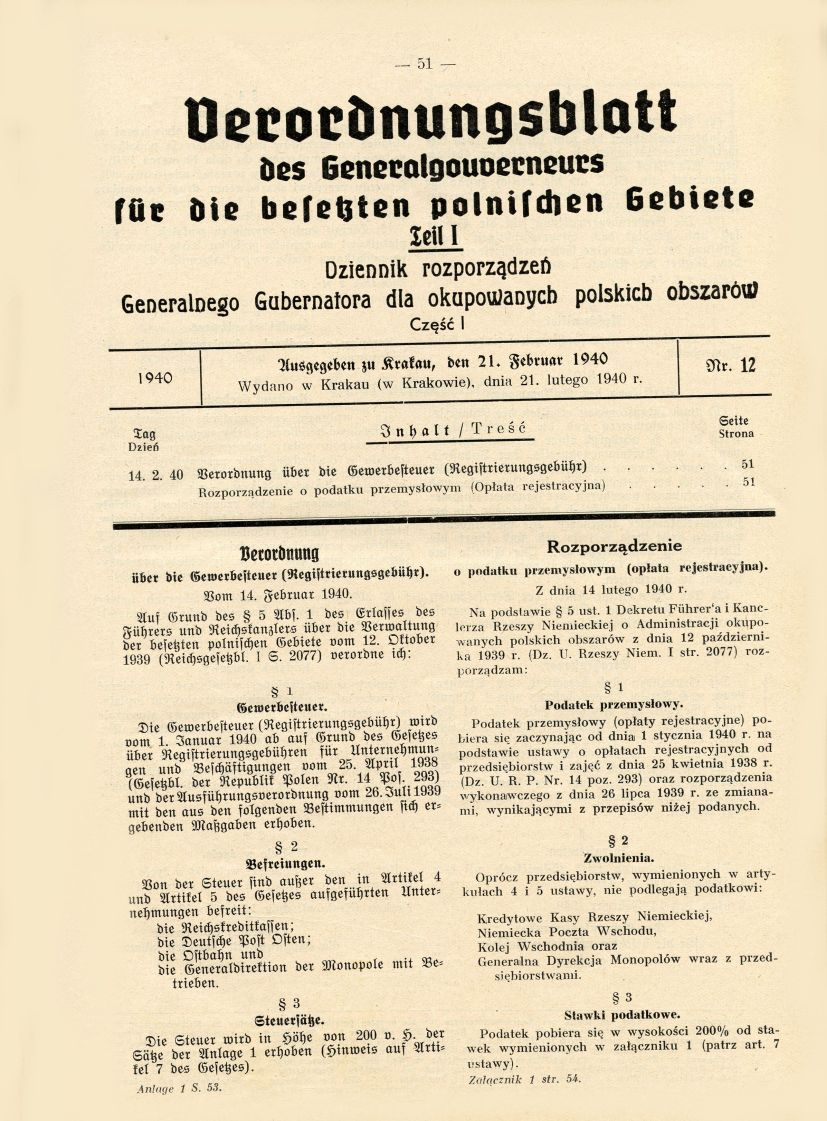 — 51 —
Verordnungsblatt
des Generalgouverneurs
für die besetzten polnischen Gebiete
Teil I
Dziennik rozporządzeń
Generalnego Gubernatora dla okupowanych polskich obszarów
Część I
1940
Ausgegeben zu Krakau, den 21. Februar 1940
Wydano w Krakau (w Krakowie), dnia 21. lutego 1940 r.
Nr. 12
Tag
Dzień
Inhalt / Treść
Seite
Strona
14. 2. 40 Verordnung über die Gewerbesteuer (Registrierungsgebühr) . . . . . . 51
Rozporządzenie o podatku przemysłowym (Opłata rejestracyjna) . . . . . 51
Verordnung
über die Gewerbesteuer (Registrierungsgebühr).
Vom 14. Februar 1940.
Auf Grund des § 5 Abs. 1 des Erlasses des
Führers und Reichskanzlers über die Verwaltung
der besetzten polnischen Gebiete vom 12. Oktober
1939 (Reichsgesetzbl. I S. 2077) verordne ich:
§ 1
Gewerbesteuer.
Die Gewerbesteuer (Registrierungsgebühr) wird
vom 1. Januar 1940 ab auf Grund des Gesetzes
über Registrierungsgebühren für Unternehmun-
gen und Beschäftigungen vom 25. April 1938
(Gesetzbl. der Republik Polen Nr. 14 Pos. 293)
und der Ausführungsverordnung vom 26. Juli 1939
mit den aus den folgenden Bestimmungen sich er-
gebenden Maßgaben erhoben.
§ 2
Befreiungen.
Von der Steuer sind außer den in Artikel 4
und Artikel 5 des Gesetzes aufgeführten Unter-
nehmungen befreit:
die Reichskreditkassen;
die Deutsche Post Osten;
die Ostbahn und
die Generaldirektion der Monopole mit Be-
trieben.
§ 3
Steuersätze.
Die Steuer wird in Höhe von 200 v. H. der
Sätze der Anlage 1 erhoben (Hinweis auf Arti-
kel 7 des Gesetzes).
Anlage 1 S. 53.
Rozporządzenie
o podatku przemysłowym (opłata rejestracyjna).
Z dnia 14 lutego 1940 r.
Na podstawie § 5 ust. 1 Dekretu Führer'a i Kanc-
lerza Rzeszy Niemieckiej o Administracji okupo-
wanych polskich obszarów z dnia 12 październi-
ka 1939 r. (Dz. U. Rzeszy Niem. I str. 2077) roz-
porządzam:
§ 1
Podatek przemysłowy.
Podatek przemysłowy (opłaty rejestracyjne) po-
biera się zaczynając od dnia 1 stycznia 1940 r. na
podstawie ustawy o opłatach rejestracyjnych od
przedsiębiorstw i zajęć z dnia 25 kwietnia 1938 r.
(Dz. U. R. P. Nr. 14 poz. 293) oraz rozporządzenia
wykonawczego z dnia 26 lipca 1939 r. ze zmiana-
mi, wynikającymi z przepisów niżej podanych.
§ 2
Zwolnienia.
Oprócz przedsiębiorstw, wymienionych w arty-
kułach 4 i 5 ustawy, nie podlegają podatkowi:
Kredytowe Kasy Rzeszy Niemieckiej,
Niemiecka Poczta Wschodu,
Kolej Wschodnia oraz
Generalna Dyrekcja Monopolów wraz z przed-
siębiorstwami.
§ 3
Stawki podatkowe.
Podatek pobiera się w wysokości 200% od sta-
wek wymienionych w załączniku 1 (patrz art. 7
ustawy).
Załącznik 1 str. 54.